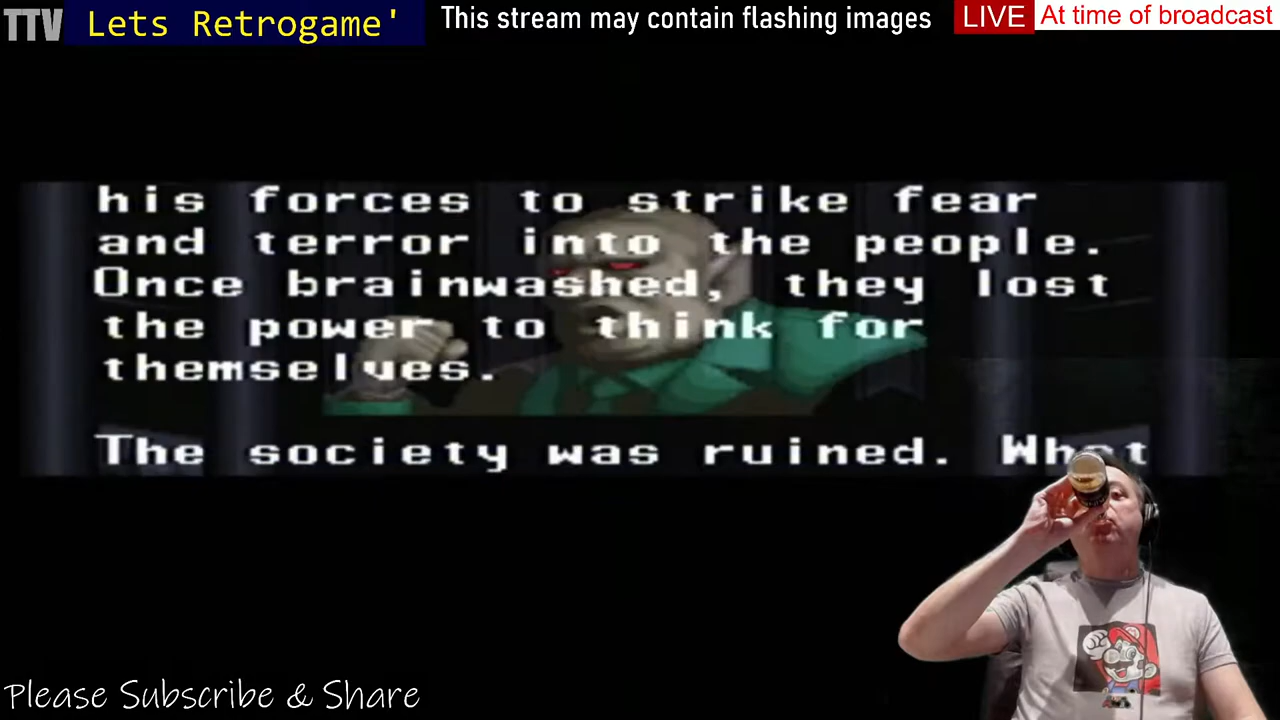 TTV Lets Retrogame'
This stream may contain flashing images
LIVE At time of broadcast
his forces to strike fear
and terror into the people.
Once brainwashed, they lost
the power to think for
themselves.
The society was ruined. What
Please Subscribe & Share